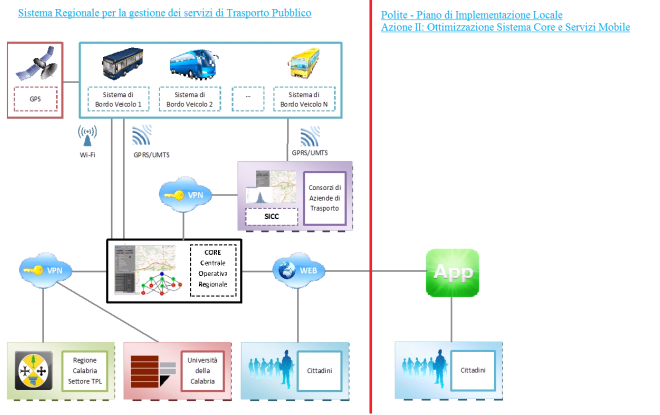 Sistema Regionale per la gestione dei servizi di Trasporto Pubblico
Polite - Piano di Implementazione Locale
Azione II: Ottimizzazione Sistema Core e Servizi Mobile
GPS
Sistema di
Bordo Veicolo 1
Sistema di
Bordo Veicolo 2
...
Sistema di
Bordo Veicolo N
Wi-Fi
GPRS/UMTS
GPRS/UMTS
VPN
SICC
Consorzi di
Aziende di
Trasporto
CORE
Centrale
Operativa
Regionale
VPN
WEB
App
Regione
Calabria
Settore TPL
Università
della
Calabria
Cittadini
Cittadini